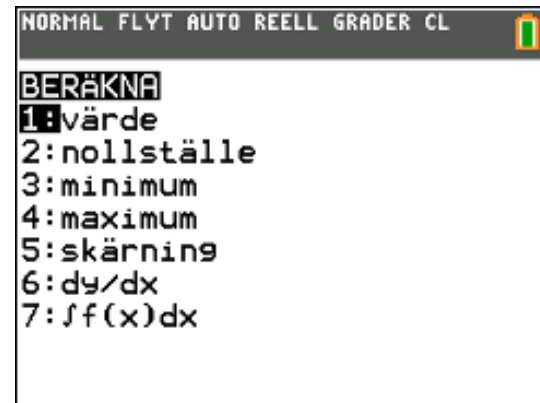 NORMAL FLYT AUTO REELL GRADER CL
BERÄKNA
1:värde
2:nollställe
3:minimum
4:maximum
5:skärning
6:dy/dx
7:∫f(x)dx